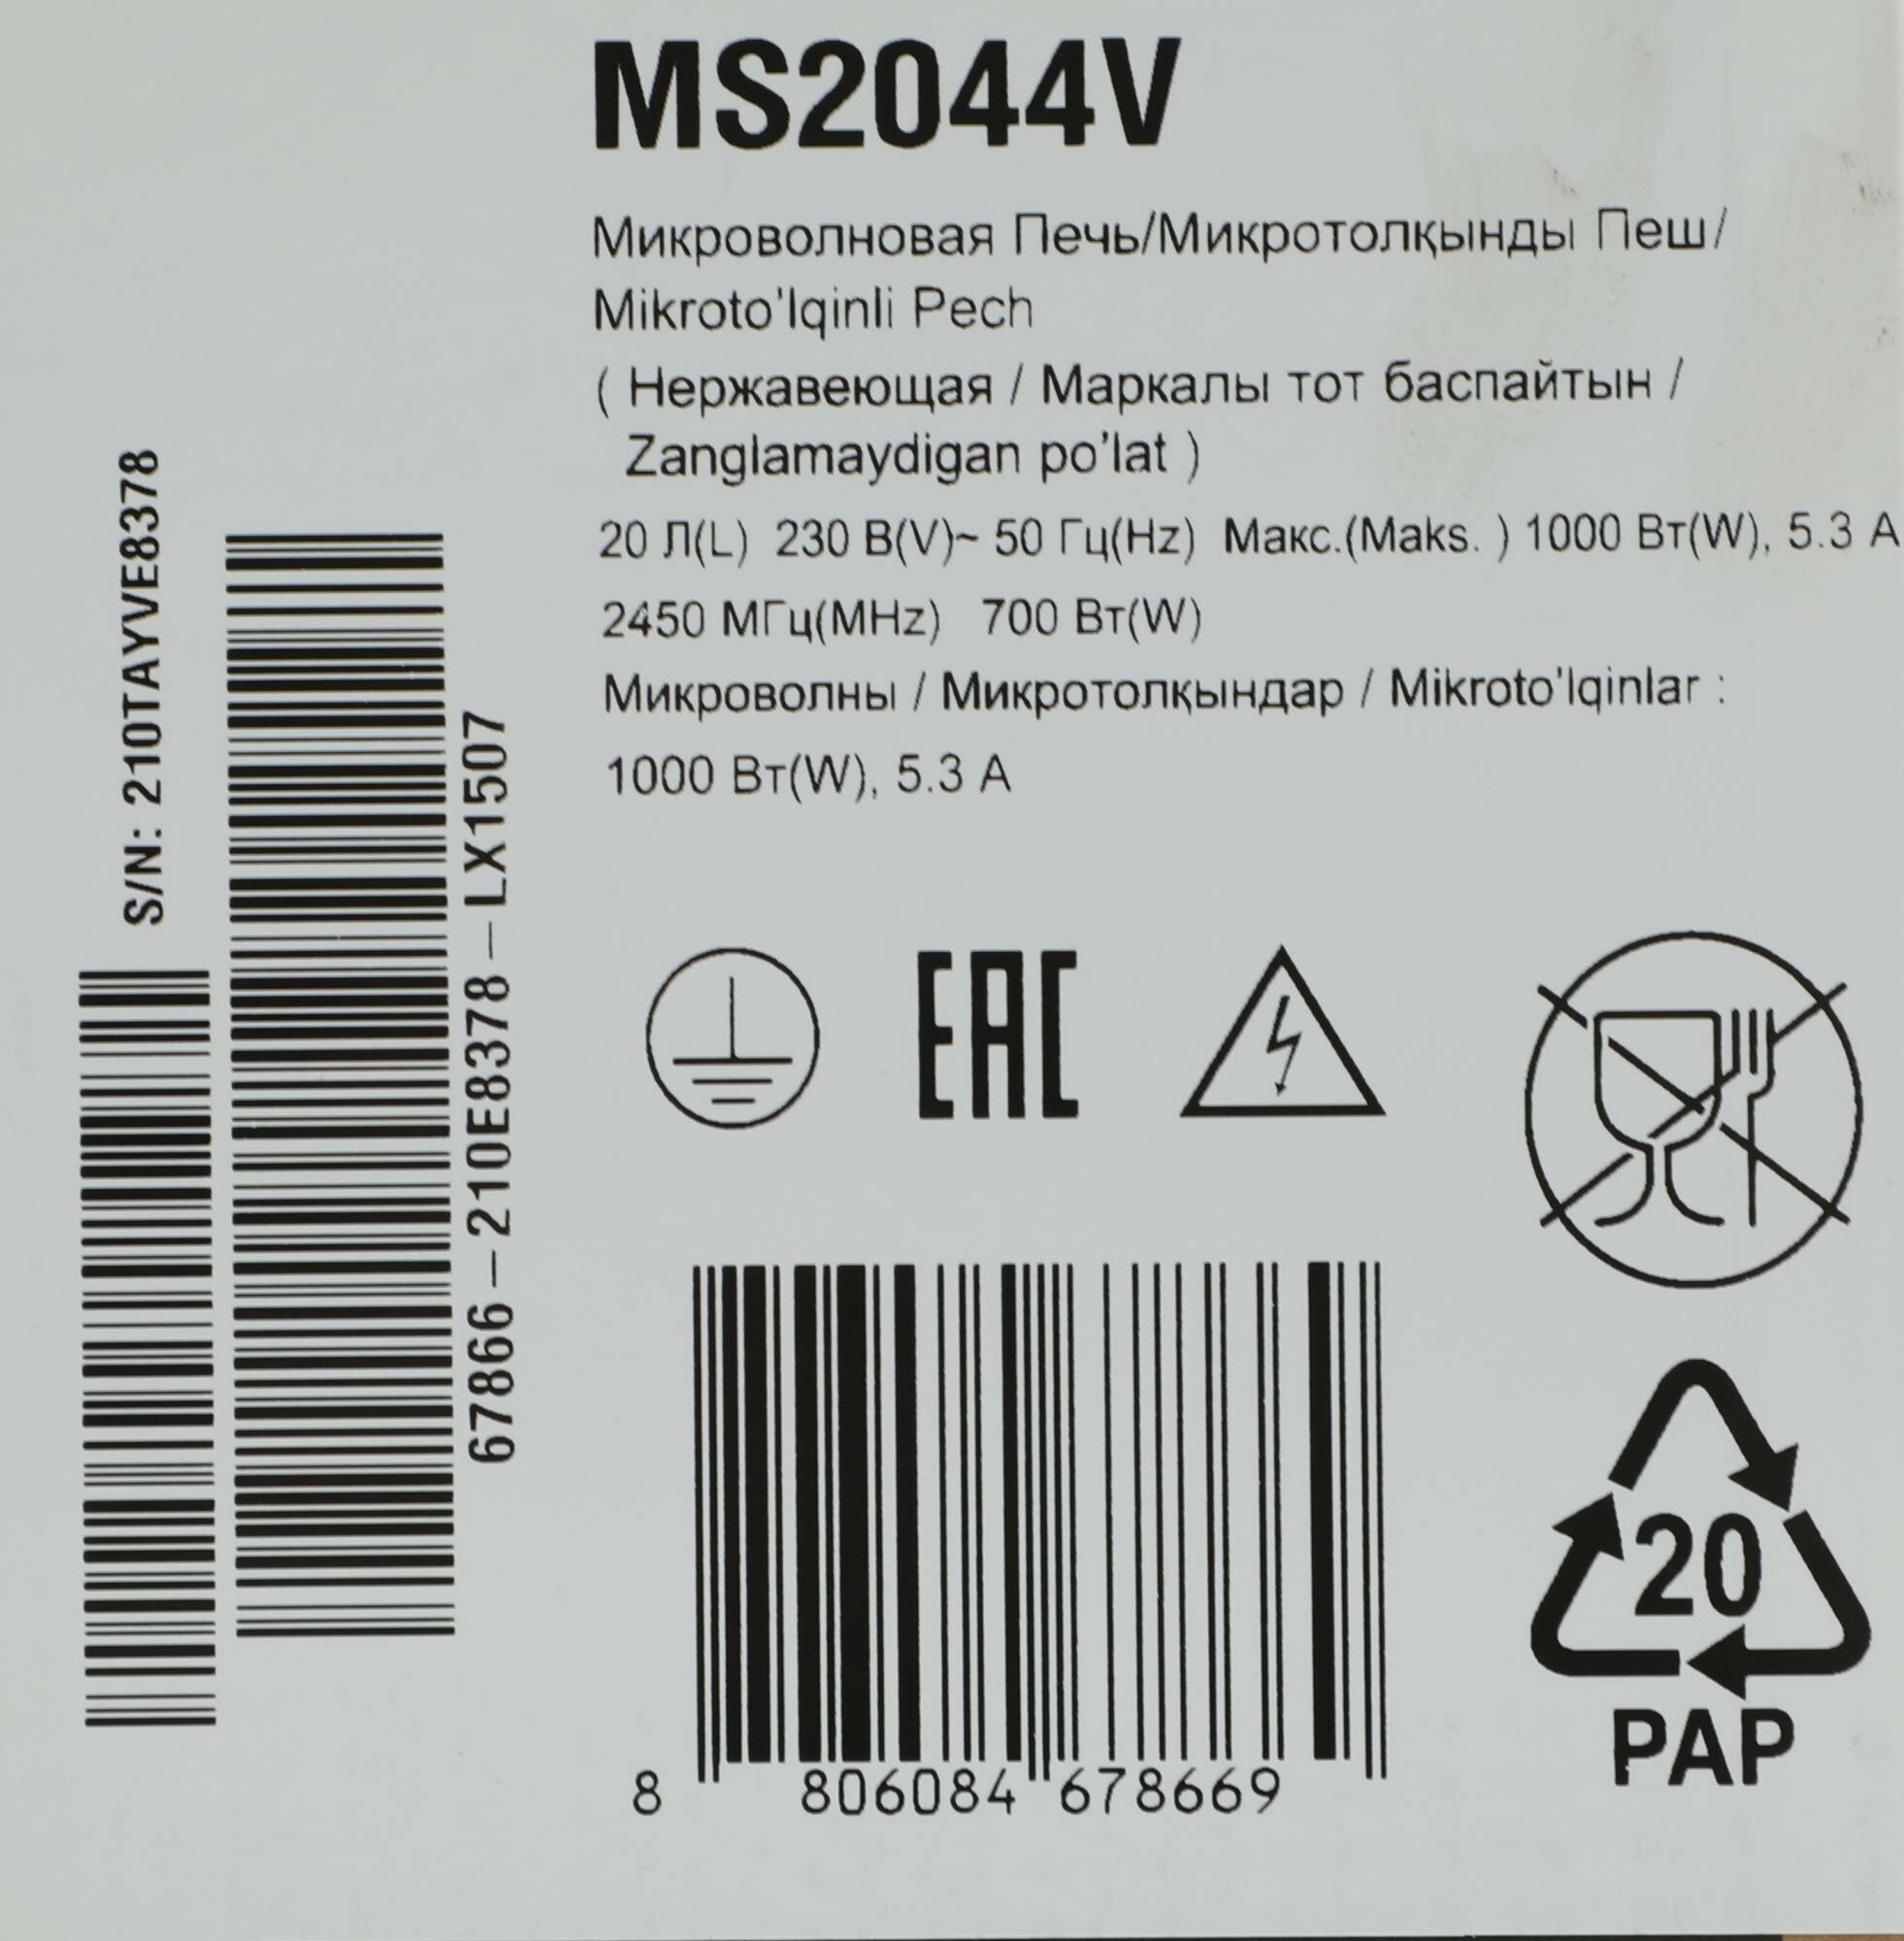 MS2044V
Микроволновая Печь/Микротолқынды Пеш/
Mikroto'lqinli Pech
( Нержавеющая / Маркалы тот баспайтын /
Zanglamaydigan po'lat )
20 Л(L) 230 В(V)~ 50 Гц(Hz) Макс.(Maks. ) 1000 Вт(W), 5.3 A
2450 МГц(MHz) 700 Вт(W)
Микроволны / Микротолқындар / Mikroto'lqinlar :
1000 Вт(W), 5.3 A
S/N: 210TAYVE8378
67866-210E8378-LX1507
EAC
8 806084 678669
20
PAP